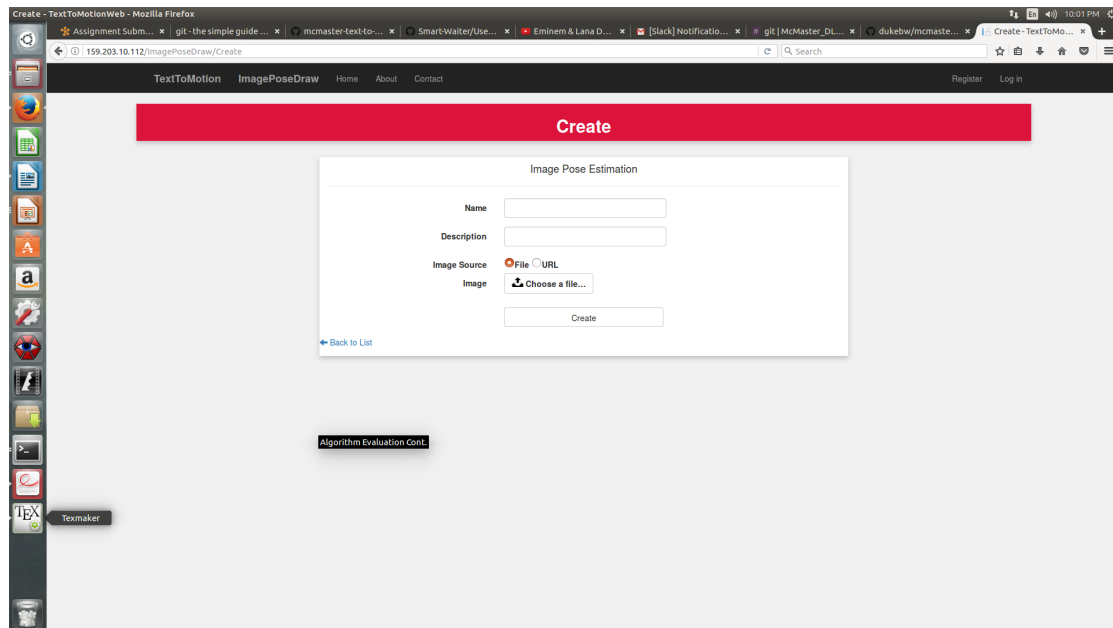 Create - TextToMotionWeb - Mozilla Firefox
En 10:01 PM
Assignment Subm... × git - the simple guide ... × mcmaster-text-to-... × Smart-Waiter/Use... × Eminem & Lana D... × [Slack] Notificatio... × git | McMaster_DL... × dukebw/mcmaste... × Create - TextToMo... ×
159.203.10.112/ImagePoseDraw/Create
Search
TextToMotion ImagePoseDraw Home About Contact Register Log in
Create
Image Pose Estimation
Name
Description
Image Source File URL
Image Choose a file...
Create
Back to List
Algorithm Evaluation Cont.
TEX Texmaker